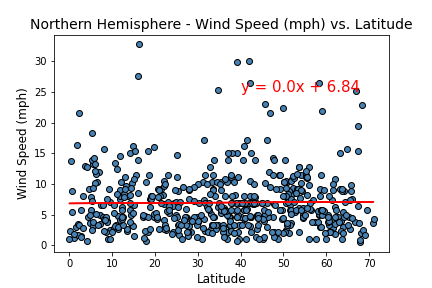 Northern Hemisphere - Wind Speed (mph) vs. Latitude
30
y = 0.0x + 6.84
25
20
15
10
5
0
Wind Speed (mph)
0 10 20 30 40 50 60 70
Latitude